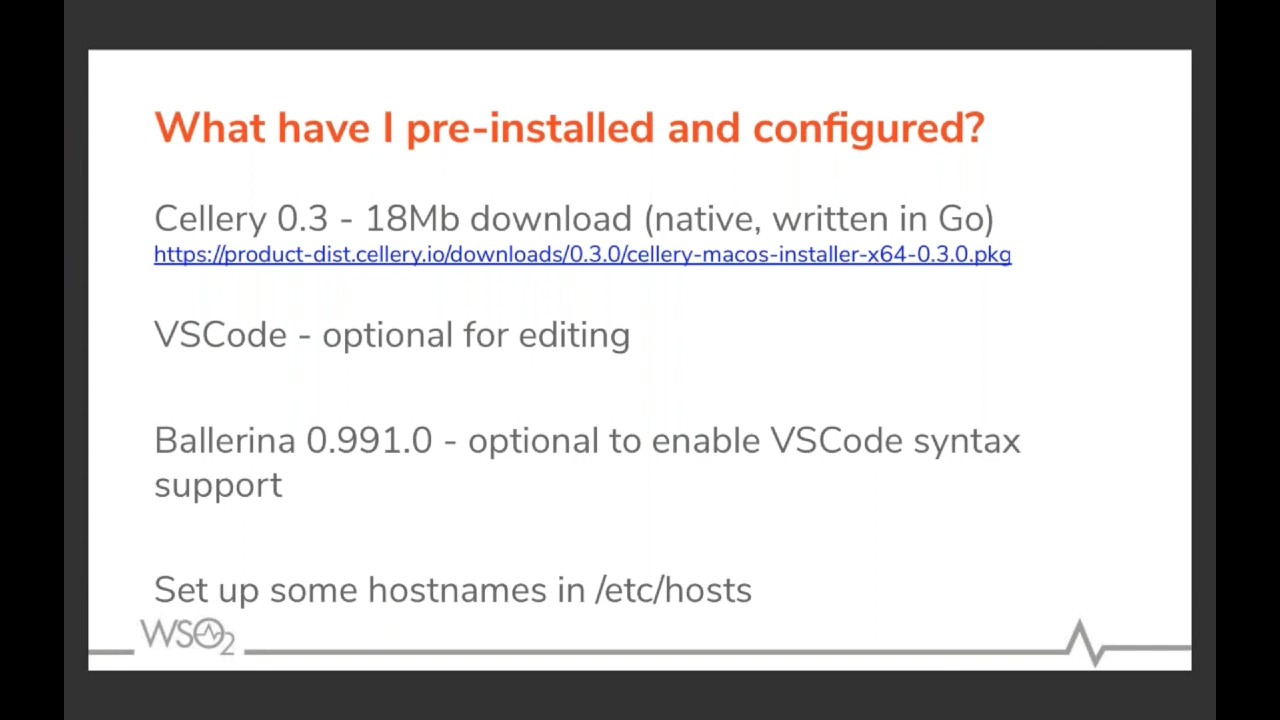 What have I pre-installed and configured?
Cellery 0.3 - 18Mb download (native, written in Go)
https://product-dist.cellery.io/downloads/0.3.0/cellery-macos-installer-x64-0.3.0.pkg
VSCode - optional for editing
Ballerina 0.991.0 - optional to enable VSCode syntax
support
Set up some hostnames in /etc/hosts
WSO2